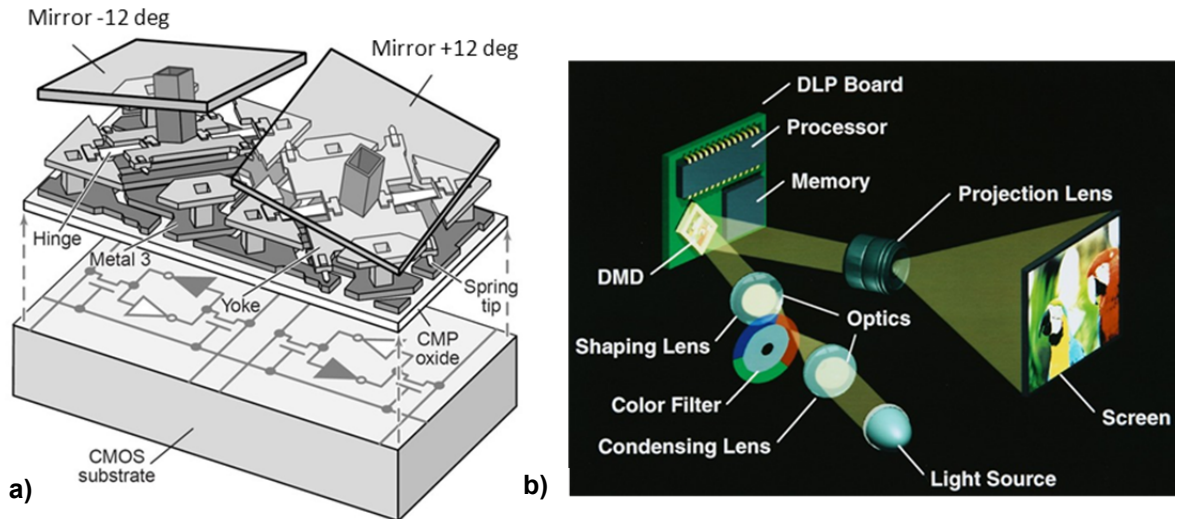 Mirror -12 deg
Mirror +12 deg
Hinge
Metal 3
Yoke
Spring
tip
CMP
oxide
CMOS
substrate
a)
DLP Board
Processor
Memory
Projection Lens
DMD
Optics
Shaping Lens
Color Filter
Condensing Lens
Screen
Light Source
b)